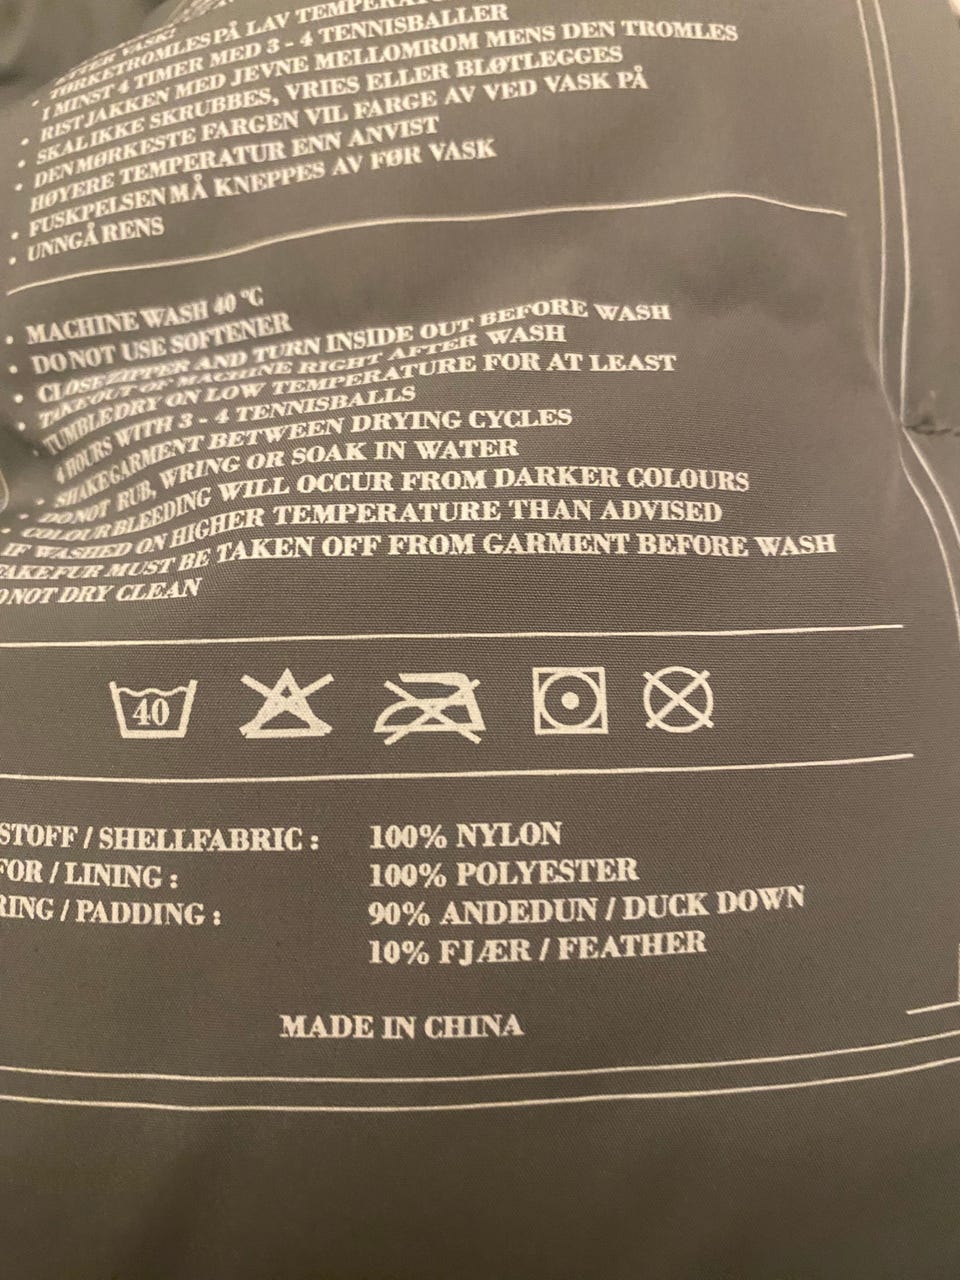 ETTER VASK!
• TØRKETROMLES PÅ LAV TEMPERATUR
I MINST 4 TIMER MED 3 - 4 TENNISBALLER
• RIST JAKKEN MED JEVNE MELLOMROM MENS DEN TROMLES
• SKAL IKKE SKRUBBES, VRIES ELLER BLØTLEGGES
• DEN MØRKESTE FARGEN VIL FARGE AV VED VASK PÅ
HØYERE TEMPERATUR ENN ANVIST
• FUSKPELSEN MÅ KNEPPES AV FØR VASK
• UNNGÅ RENS
• MACHINE WASH 40 °C
• DO NOT USE SOFTENER
• CLOSE ZIPPER AND TURN INSIDE OUT BEFORE WASH
• TAKE OUT OF MACHINE RIGHT AFTER WASH
• TUMBLE DRY ON LOW TEMPERATURE FOR AT LEAST
4 HOURS WITH 3 - 4 TENNISBALLS
• SHAKE GARMENT BETWEEN DRYING CYCLES
• DO NOT RUB, WRING OR SOAK IN WATER
• COLOUR BLEEDING WILL OCCUR FROM DARKER COLOURS
IF WASHED ON HIGHER TEMPERATURE THAN ADVISED
FAKEFUR MUST BE TAKEN OFF FROM GARMENT BEFORE WASH
DO NOT DRY CLEAN
40
STOFF / SHELLFABRIC : 100% NYLON
FOR / LINING : 100% POLYESTER
RING / PADDING : 90% ANDEDUN / DUCK DOWN
10% FJÆR / FEATHER
MADE IN CHINA